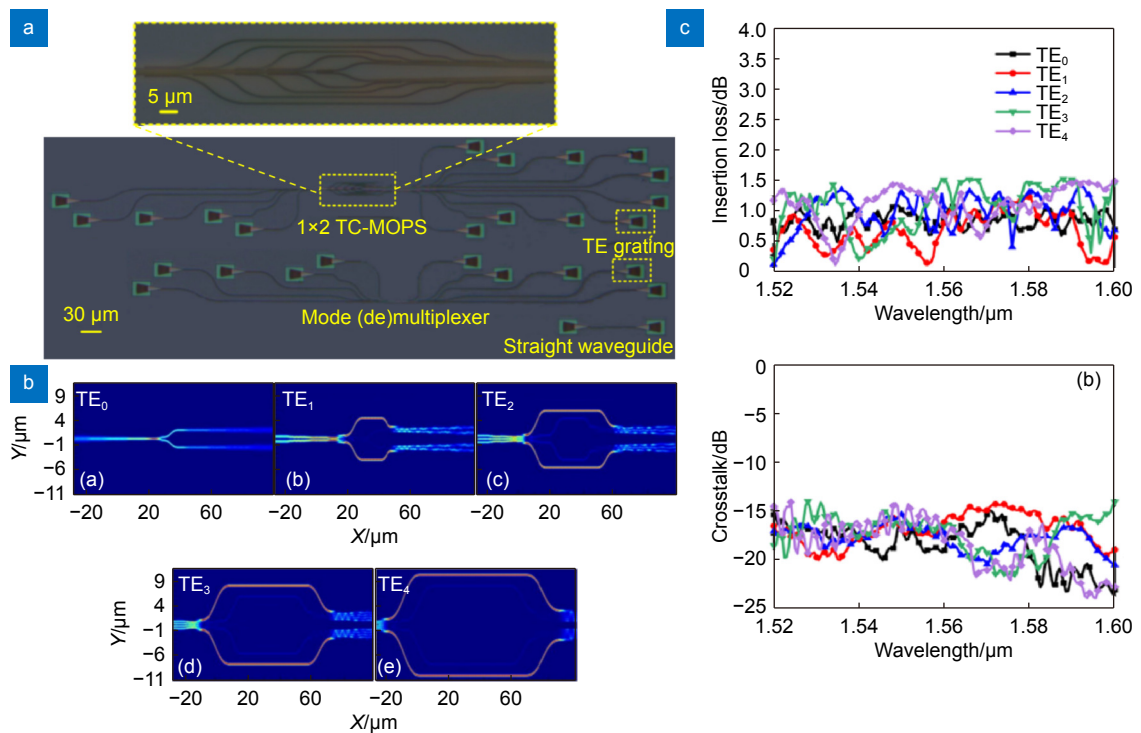 a
5 μm
1×2 TC-MOPS
TE grating
Mode (de)multiplexer
30 μm
Straight waveguide
b
TE₀
TE₁
TE₂
9
4
−1
−6
−11
Y/μm
(a)
(b)
(c)
−20 20 60
−20 20 60
−20 20 60
X/μm
TE₃
TE₄
9
4
−1
−6
−11
Y/μm
(d)
(e)
−20 20 60
−20 20 60
X/μm
c
4.0
3.5
3.0
2.5
2.0
1.5
1.0
0.5
0
Insertion loss/dB
TE₀
TE₁
TE₂
TE₃
TE₄
1.52 1.54 1.56 1.58 1.60
Wavelength/μm
(b)
0
−5
−10
−15
−20
−25
Crosstalk/dB
1.52 1.54 1.56 1.58 1.60
Wavelength/μm